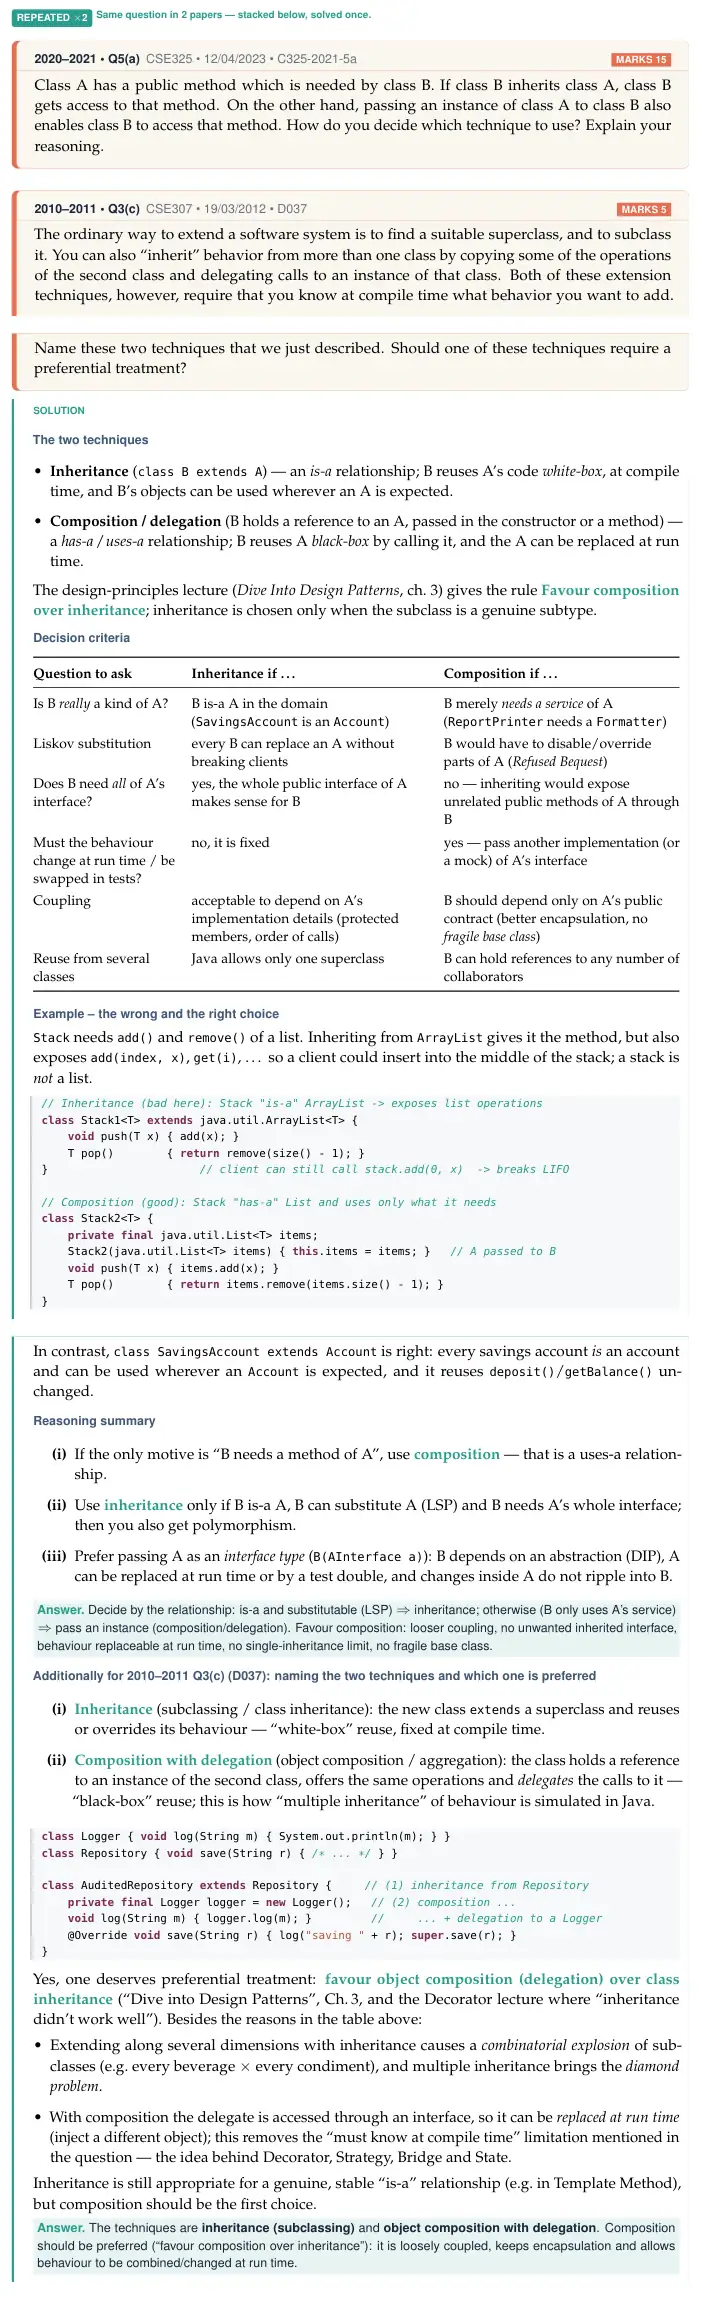 REPEATED ×2 Same question in 2 papers — stacked below, solved once.
2020–2021 • Q5(a) CSE325 • 12/04/2023 • C325-2021-5a MARKS 15
Class A has a public method which is needed by class B. If class B inherits class A, class B
gets access to that method. On the other hand, passing an instance of class A to class B also
enables class B to access that method. How do you decide which technique to use? Explain your
reasoning.
2010–2011 • Q3(c) CSE307 • 19/03/2012 • D037 MARKS 5
The ordinary way to extend a software system is to find a suitable superclass, and to subclass
it. You can also “inherit” behavior from more than one class by copying some of the operations
of the second class and delegating calls to an instance of that class. Both of these extension
techniques, however, require that you know at compile time what behavior you want to add.
Name these two techniques that we just described. Should one of these techniques require a
preferential treatment?
SOLUTION
The two techniques
• Inheritance (class B extends A) — an is-a relationship; B reuses A’s code white-box, at compile
time, and B’s objects can be used wherever an A is expected.
• Composition / delegation (B holds a reference to an A, passed in the constructor or a method) —
a has-a / uses-a relationship; B reuses A black-box by calling it, and the A can be replaced at run
time.
The design-principles lecture (Dive Into Design Patterns, ch. 3) gives the rule Favour composition
over inheritance; inheritance is chosen only when the subclass is a genuine subtype.
Decision criteria
Question to ask Inheritance if ... Composition if ...
Is B really a kind of A? B is-a A in the domain B merely needs a service of A
(SavingsAccount is an Account) (ReportPrinter needs a Formatter)
Liskov substitution every B can replace an A without B would have to disable/override
breaking clients parts of A (Refused Bequest)
Does B need all of A’s yes, the whole public interface of A no — inheriting would expose
interface? makes sense for B unrelated public methods of A through
B
Must the behaviour no, it is fixed yes — pass another implementation (or
change at run time / be a mock) of A’s interface
swapped in tests?
Coupling acceptable to depend on A’s B should depend only on A’s public
implementation details (protected contract (better encapsulation, no
members, order of calls) fragile base class)
Reuse from several Java allows only one superclass B can hold references to any number of
classes collaborators
Example – the wrong and the right choice
Stack needs add() and remove() of a list. Inheriting from ArrayList gives it the method, but also
exposes add(index, x), get(i), ... so a client could insert into the middle of the stack; a stack is
not a list.
// Inheritance (bad here): Stack "is-a" ArrayList -> exposes list operations
class Stack1<T> extends java.util.ArrayList<T> {
void push(T x) { add(x); }
T pop() { return remove(size() - 1); }
} // client can still call stack.add(0, x) -> breaks LIFO
// Composition (good): Stack "has-a" List and uses only what it needs
class Stack2<T> {
private final java.util.List<T> items;
Stack2(java.util.List<T> items) { this.items = items; } // A passed to B
void push(T x) { items.add(x); }
T pop() { return items.remove(items.size() - 1); }
}
In contrast, class SavingsAccount extends Account is right: every savings account is an account
and can be used wherever an Account is expected, and it reuses deposit()/getBalance() un-
changed.
Reasoning summary
(i) If the only motive is “B needs a method of A”, use composition — that is a uses-a relation-
ship.
(ii) Use inheritance only if B is-a A, B can substitute A (LSP) and B needs A’s whole interface;
then you also get polymorphism.
(iii) Prefer passing A as an interface type (B(AInterface a)): B depends on an abstraction (DIP), A
can be replaced at run time or by a test double, and changes inside A do not ripple into B.
Answer. Decide by the relationship: is-a and substitutable (LSP) ⇒ inheritance; otherwise (B only uses A’s service)
⇒ pass an instance (composition/delegation). Favour composition: looser coupling, no unwanted inherited interface,
behaviour replaceable at run time, no single-inheritance limit, no fragile base class.
Additionally for 2010–2011 Q3(c) (D037): naming the two techniques and which one is preferred
(i) Inheritance (subclassing / class inheritance): the new class extends a superclass and reuses
or overrides its behaviour — “white-box” reuse, fixed at compile time.
(ii) Composition with delegation (object composition / aggregation): the class holds a reference
to an instance of the second class, offers the same operations and delegates the calls to it —
“black-box” reuse; this is how “multiple inheritance” of behaviour is simulated in Java.
class Logger { void log(String m) { System.out.println(m); } }
class Repository { void save(String r) { /* ... */ } }
class AuditedRepository extends Repository { // (1) inheritance from Repository
private final Logger logger = new Logger(); // (2) composition ...
void log(String m) { logger.log(m); } // ... + delegation to a Logger
@Override void save(String r) { log("saving " + r); super.save(r); }
}
Yes, one deserves preferential treatment: favour object composition (delegation) over class
inheritance (“Dive into Design Patterns”, Ch. 3, and the Decorator lecture where “inheritance
didn’t work well”). Besides the reasons in the table above:
• Extending along several dimensions with inheritance causes a combinatorial explosion of sub-
classes (e.g. every beverage × every condiment), and multiple inheritance brings the diamond
problem.
• With composition the delegate is accessed through an interface, so it can be replaced at run time
(inject a different object); this removes the “must know at compile time” limitation mentioned in
the question — the idea behind Decorator, Strategy, Bridge and State.
Inheritance is still appropriate for a genuine, stable “is-a” relationship (e.g. in Template Method),
but composition should be the first choice.
Answer. The techniques are inheritance (subclassing) and object composition with delegation. Composition
should be preferred (“favour composition over inheritance”): it is loosely coupled, keeps encapsulation and allows
behaviour to be combined/changed at run time.